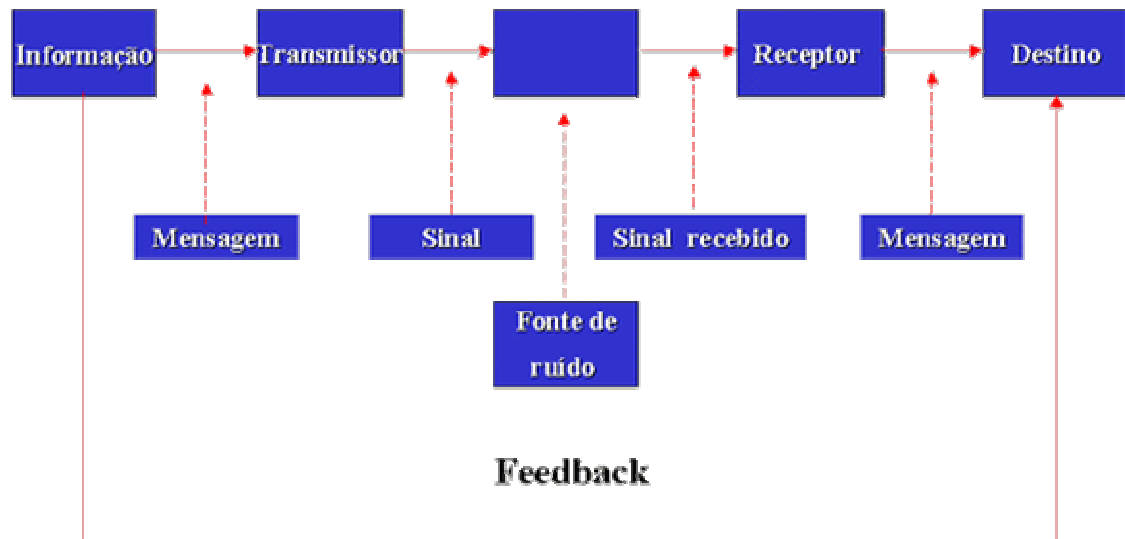 Informação
Transmissor
Receptor
Destino
Mensagem
Sinal
Sinal recebido
Mensagem
Fonte de
ruído
Feedback